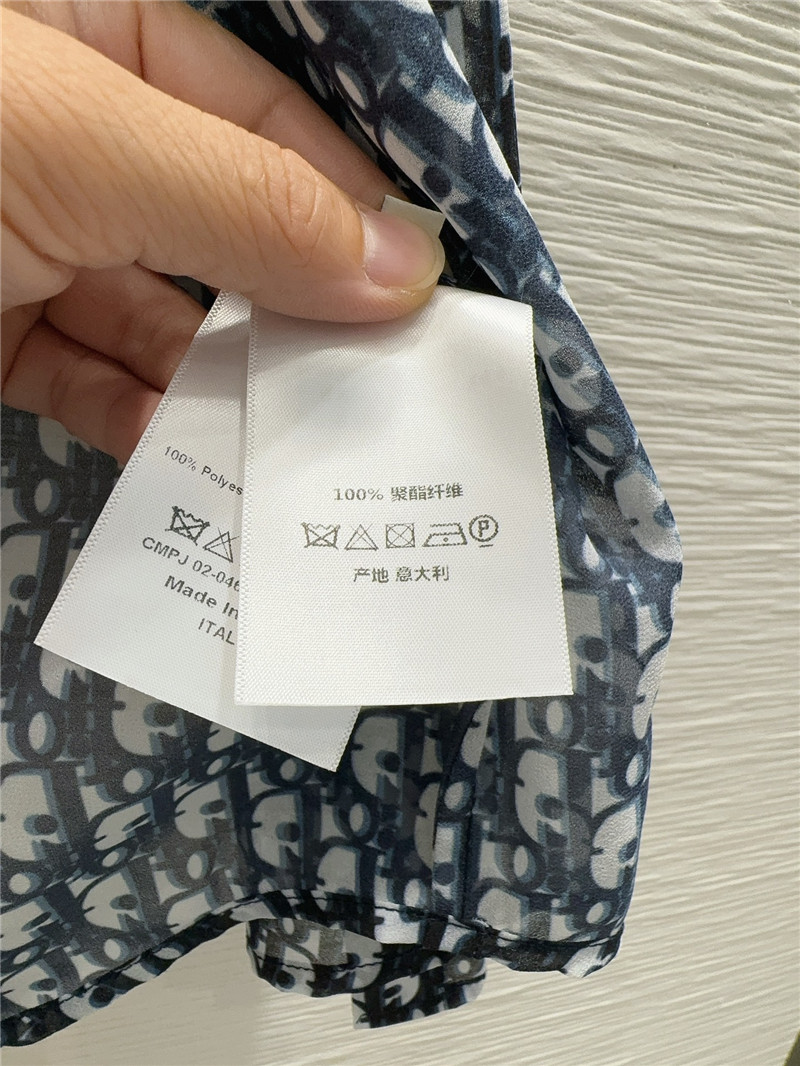 100% 聚酯纤维
P
产地 意大利
100% Polyes
CMPJ 02-046
Made In
ITAL